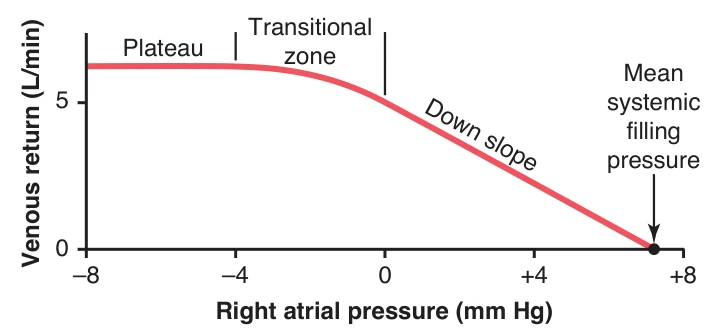 Venous return (L/min)
Plateau
Transitional
zone
Down slope
Mean
systemic
filling
pressure
5
0
–8
–4
0
+4
+8
Right atrial pressure (mm Hg)